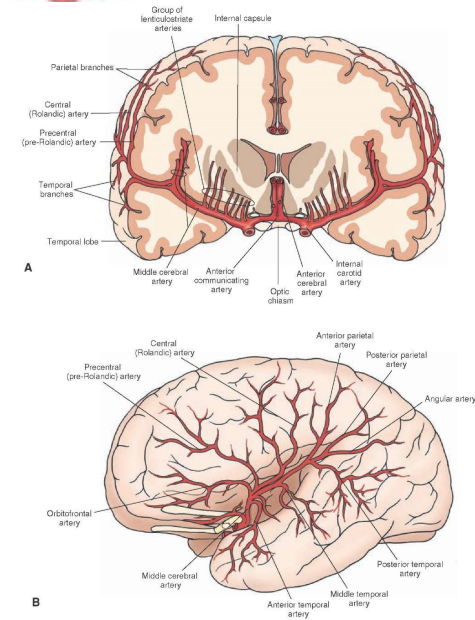 Group of
lenticulostriate
arteries
Internal capsule
Parietal branches
Central
(Rolandic) artery
Precentral
(pre-Rolandic) artery
Temporal
branches
Temporal lobe
A
Middle cerebral
artery
Anterior
communicating
artery
Optic
chiasm
Anterior
cerebral
artery
Internal
carotid
artery
Central
(Rolandic) artery
Precentral
(pre-Rolandic) artery
Anterior parietal
artery
Posterior parietal
artery
Angular artery
Orbitofrontal
artery
Middle cerebral
artery
Anterior temporal
artery
Middle temporal
artery
Posterior temporal
artery
B